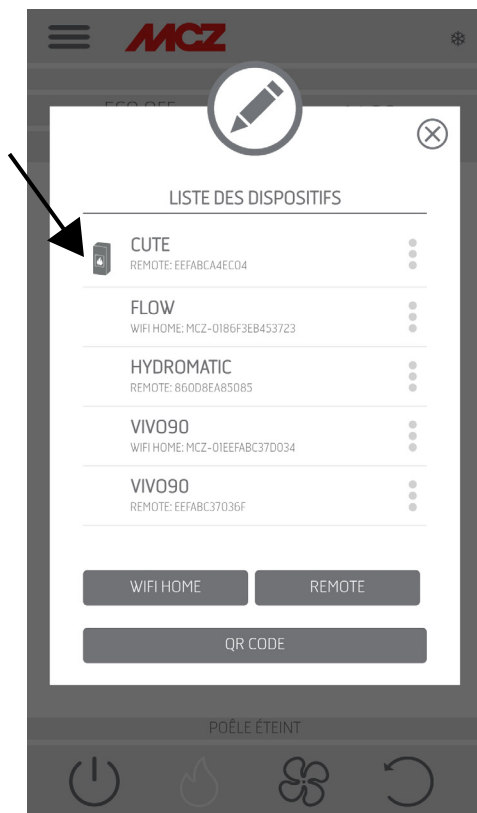 MCZ
LISTE DES DISPOSITIFS
CUTE
REMOTE: EEFABCA4EC04
FLOW
WIFI HOME: MCZ-0186F3EB453723
HYDROMATIC
REMOTE: 860D8EA85085
VIVO90
WIFI HOME: MCZ-01EEFABC37D034
VIVO90
REMOTE: EEFABC37036F
WIFI HOME
REMOTE
QR CODE
POÊLE ÉTEINT